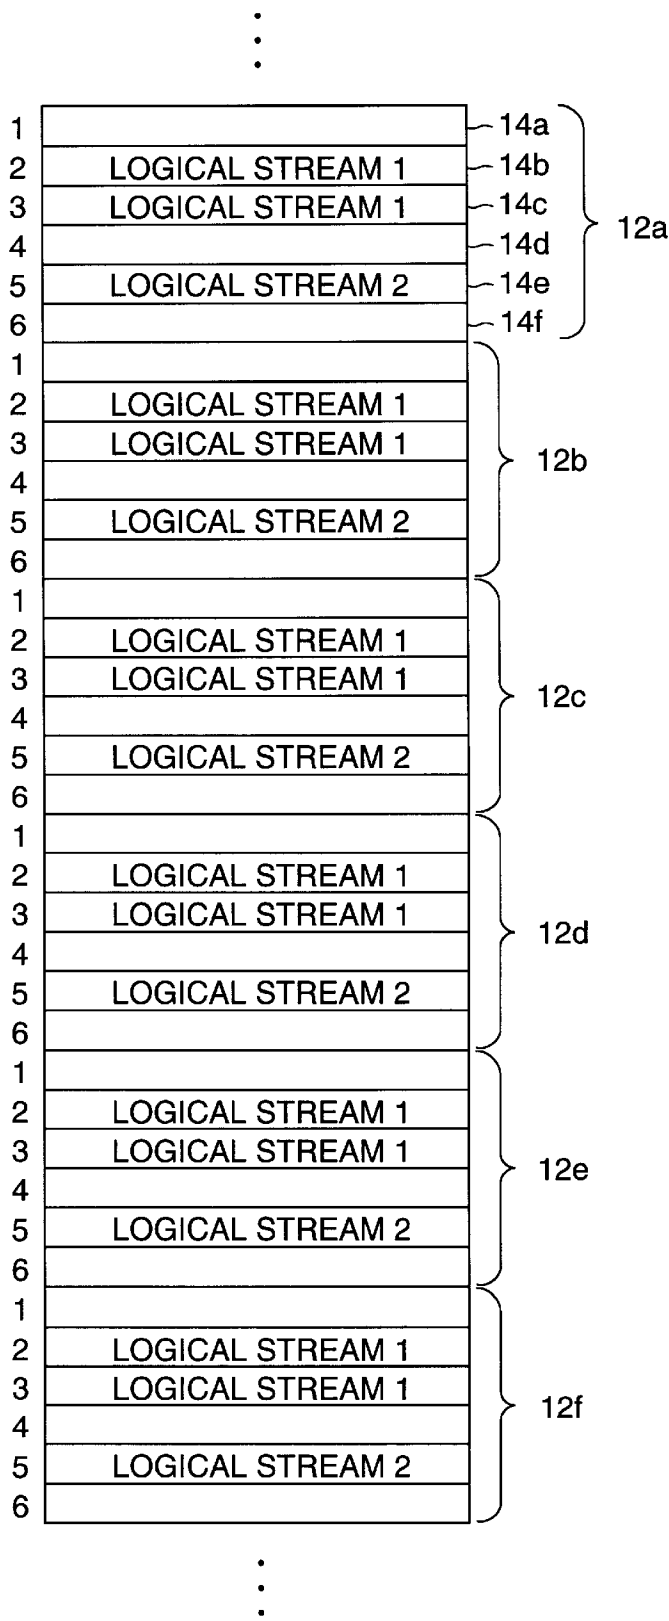 1 14a
2 LOGICAL STREAM 1 14b
3 LOGICAL STREAM 1 14c
12a
4 14d
5 LOGICAL STREAM 2 14e
6 14f
1
2 LOGICAL STREAM 1
3 LOGICAL STREAM 1
12b
4
5 LOGICAL STREAM 2
6
1
2 LOGICAL STREAM 1
3 LOGICAL STREAM 1
12c
4
5 LOGICAL STREAM 2
6
1
2 LOGICAL STREAM 1
3 LOGICAL STREAM 1
12d
4
5 LOGICAL STREAM 2
6
1
2 LOGICAL STREAM 1
3 LOGICAL STREAM 1
12e
4
5 LOGICAL STREAM 2
6
1
2 LOGICAL STREAM 1
3 LOGICAL STREAM 1
12f
4
5 LOGICAL STREAM 2
6